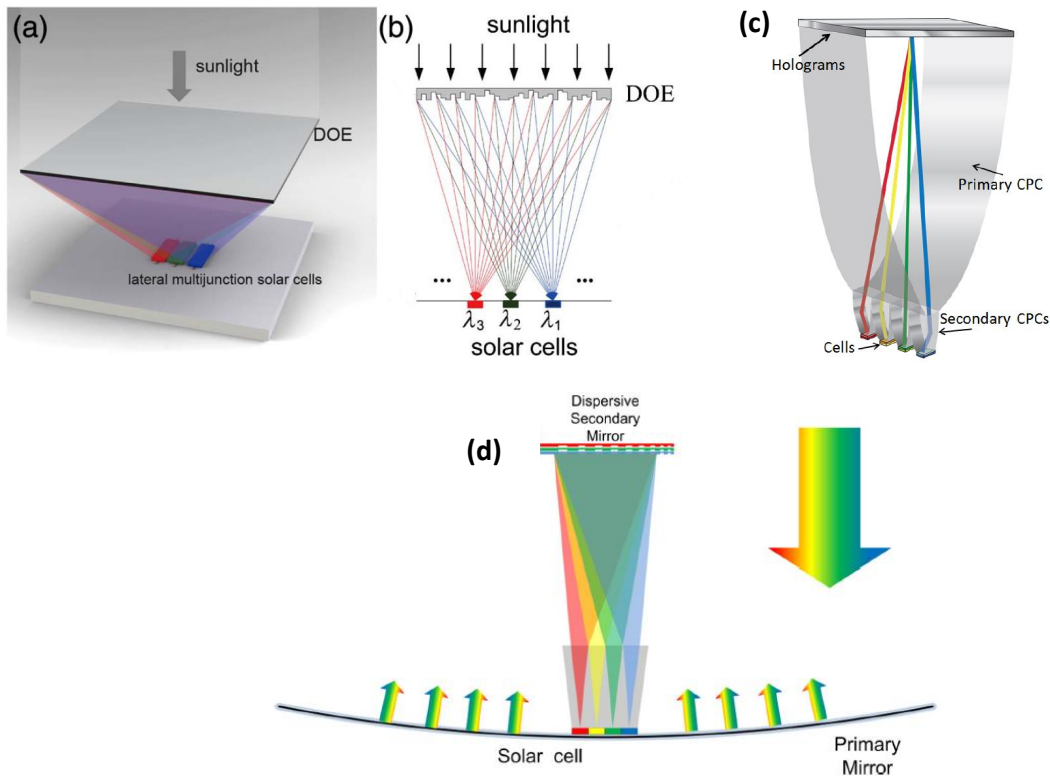 (a)
sunlight
DOE
lateral multijunction solar cells
(b)
sunlight
DOE
... ...
λ3 λ2 λ1
solar cells
(c)
Holograms
Primary CPC
Secondary CPCs
Cells
(d)
Dispersive
Secondary
Mirror
Solar cell
Primary
Mirror